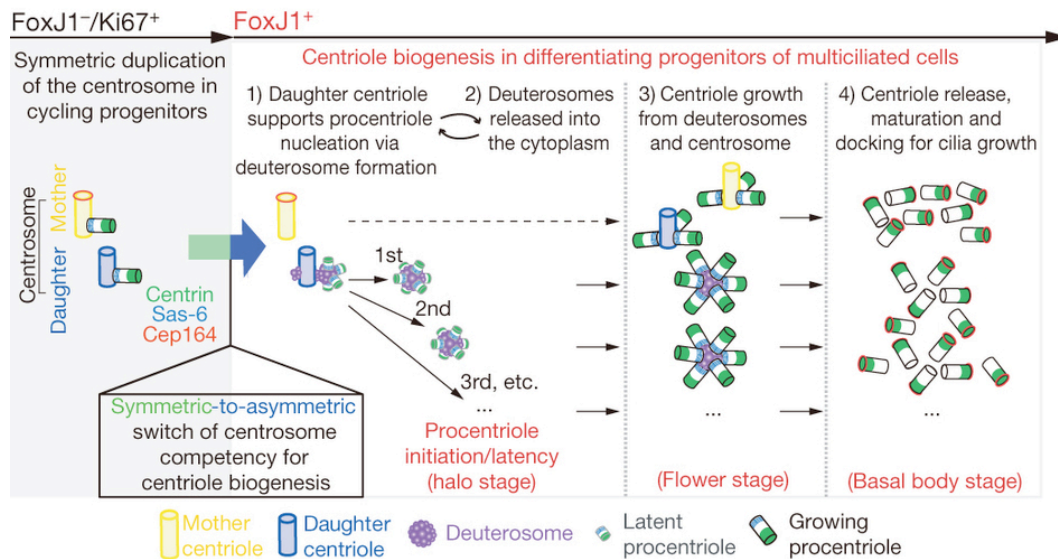 FoxJ1⁻/Ki67⁺
FoxJ1⁺
Symmetric duplication
of the centrosome in
cycling progenitors
Centriole biogenesis in differentiating progenitors of multiciliated cells
1) Daughter centriole
supports procentriole
nucleation via
deuterosome formation
2) Deuterosomes
released into
the cytoplasm
3) Centriole growth
from deuterosomes
and centrosome
4) Centriole release,
maturation and
docking for cilia growth
Centrosome
Mother
Daughter
Centrin
Sas-6
Cep164
1st
2nd
3rd, etc.
...
...
...
Symmetric-to-asymmetric
switch of centrosome
competency for
centriole biogenesis
Procentriole
initiation/latency
(halo stage)
(Flower stage)
(Basal body stage)
Mother
centriole
Daughter
centriole
Deuterosome
Latent
procentriole
Growing
procentriole